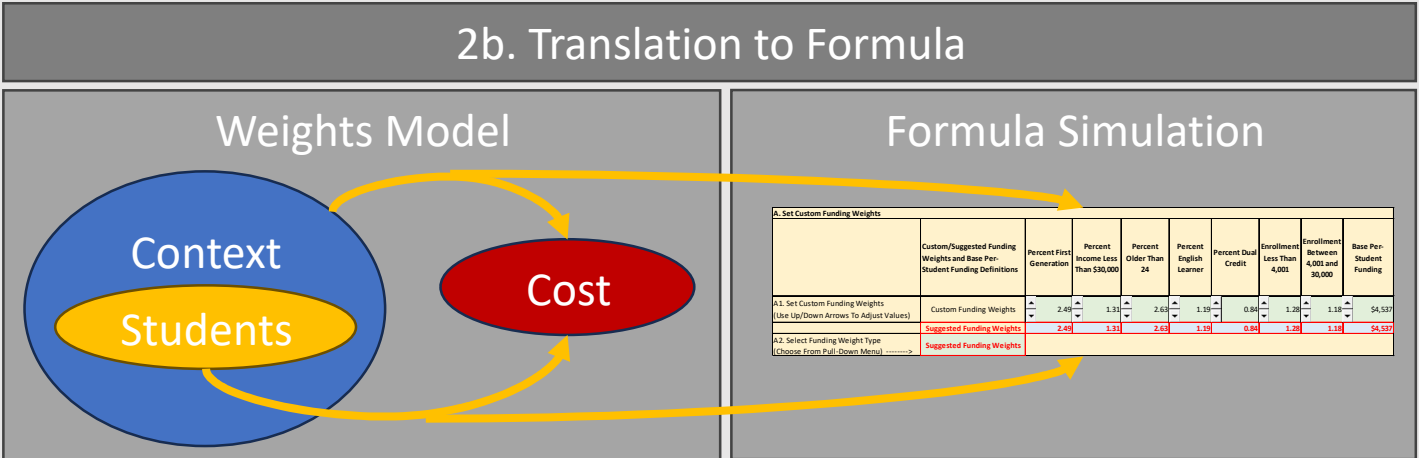 2b. Translation to Formula
Weights Model
Context
Students
Cost
Formula Simulation
A. Set Custom Funding Weights
Custom/Suggested Funding
Weights and Base Per-
Student Funding Definitions
Percent First
Generation
Percent
Income Less
Than $30,000
Percent
Older Than
24
Percent
English
Learner
Percent Dual
Credit
Enrollment
Less Than
4,001
Enrollment
Between
4,001 and
30,000
Base Per-
Student
Funding
A1. Set Custom Funding Weights
(Use Up/Down Arrows To Adjust Values)
Custom Funding Weights 2.49 1.31 2.63 1.19 0.84 1.28 1.18 $4,537
Suggested Funding Weights 2.49 1.31 2.63 1.19 0.84 1.28 1.18 $4,537
A2. Select Funding Weight Type
(Choose From Pull-Down Menu) -------->
Suggested Funding Weights